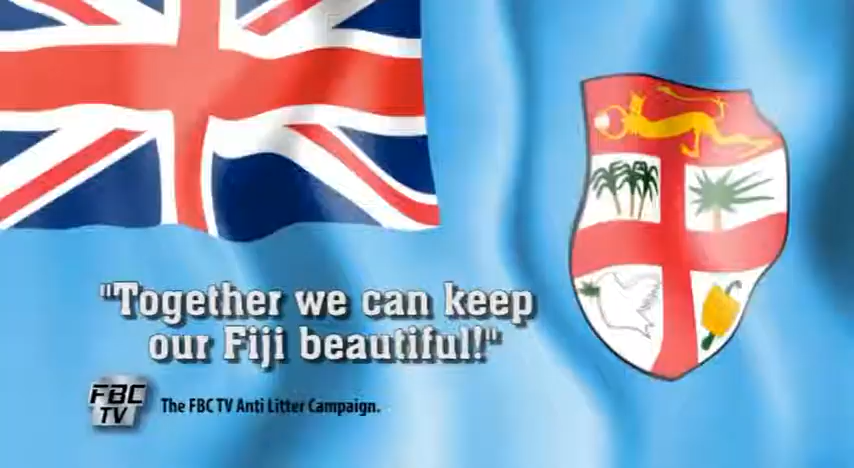 "Together we can keep
our Fiji beautiful!"
FBC
TV
The FBC TV Anti Litter Campaign.